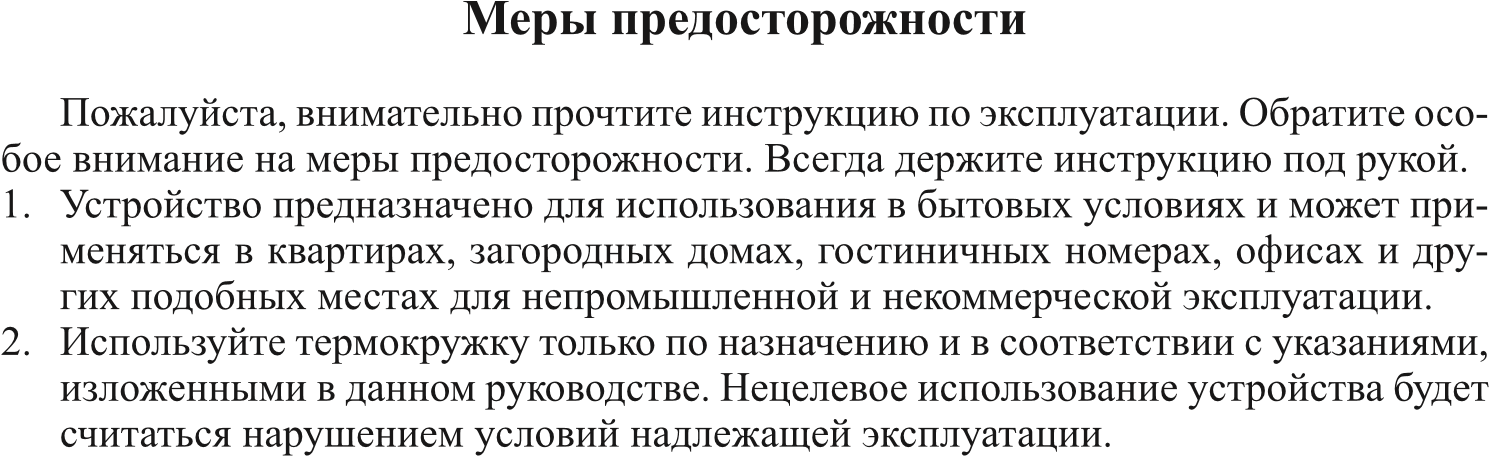 Меры предосторожности
Пожалуйста, внимательно прочтите инструкцию по эксплуатации. Обратите осо-
бое внимание на меры предосторожности. Всегда держите инструкцию под рукой.
1. Устройство предназначено для использования в бытовых условиях и может при-
меняться в квартирах, загородных домах, гостиничных номерах, офисах и дру-
гих подобных местах для непромышленной и некоммерческой эксплуатации.
2. Используйте термокружку только по назначению и в соответствии с указаниями,
изложенными в данном руководстве. Нецелевое использование устройства будет
считаться нарушением условий надлежащей эксплуатации.